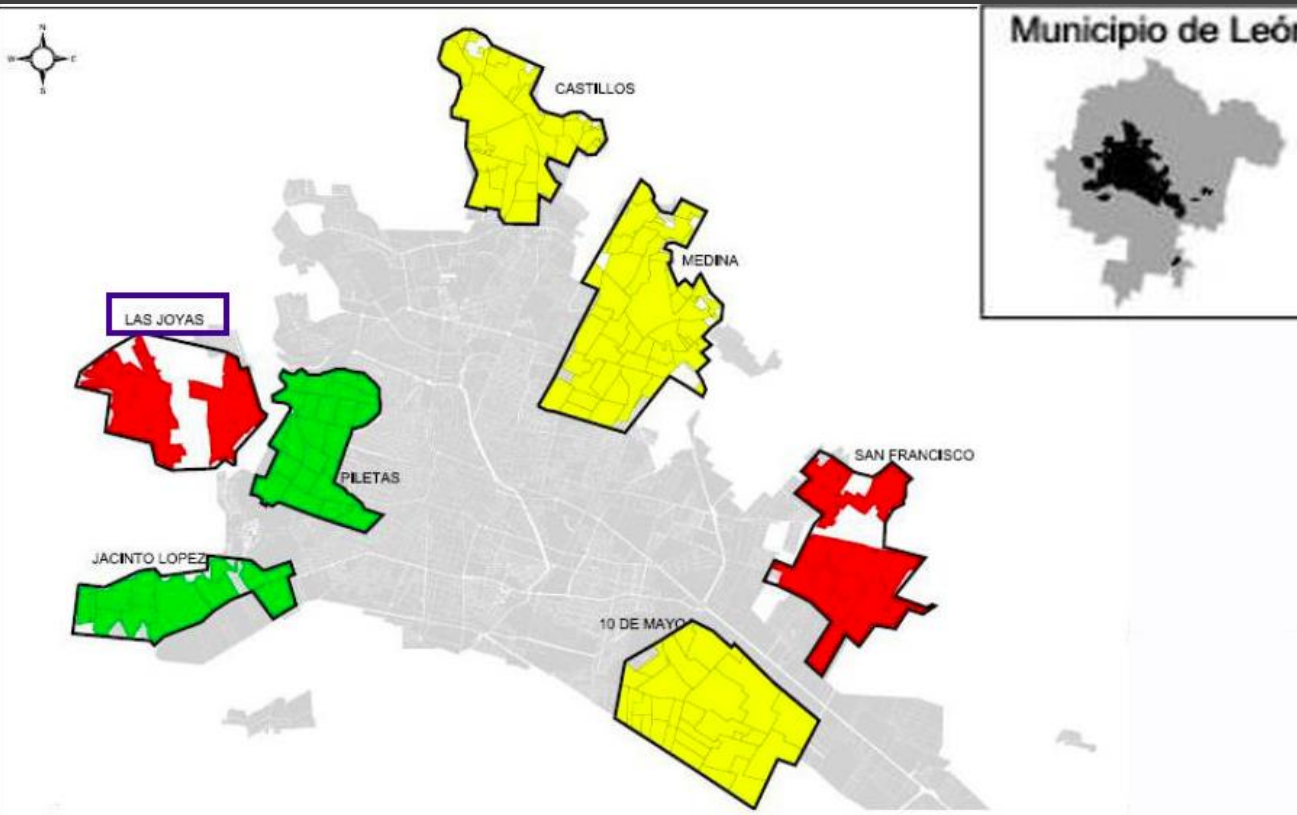 Municipio de León
N
W E
S
CASTILLOS
MEDINA
LAS JOYAS
SAN FRANCISCO
PILETAS
JACINTO LOPEZ
10 DE MAYO